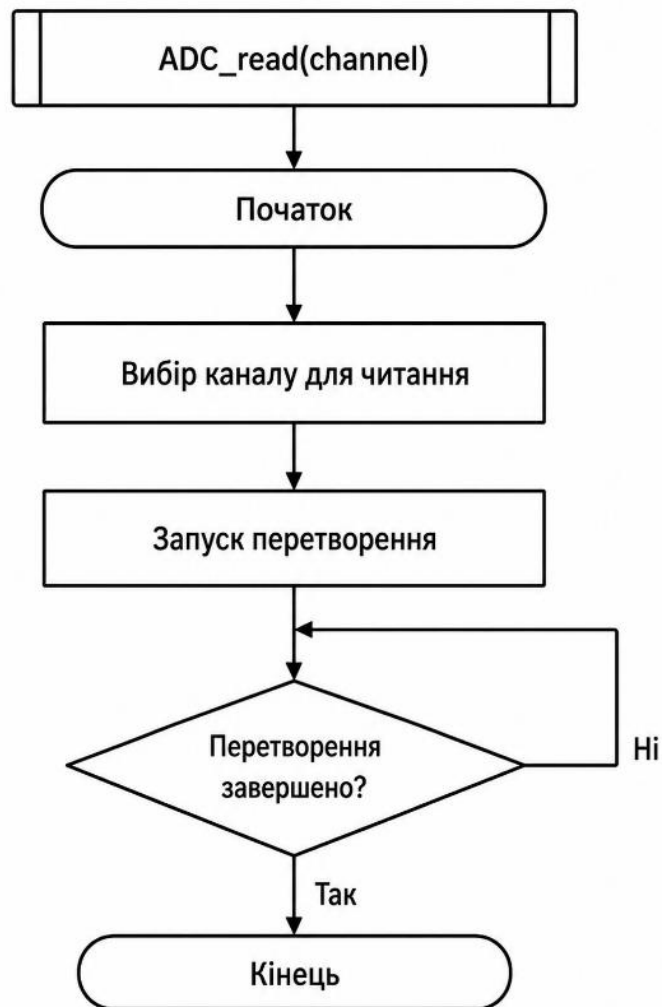 ADC_read(channel)
Початок
Вибір каналу для читання
Запуск перетворення
Перетворення
завершено?
Ні
Так
Кінець